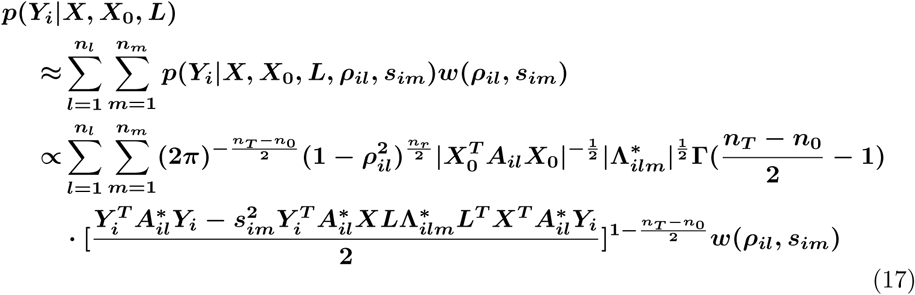 p(Y_i|X, X_0, L)
≈ \sum_{l=1}^{n_l} \sum_{m=1}^{n_m} p(Y_i|X, X_0, L, ρ_{il}, s_{im})w(ρ_{il}, s_{im})
∝ \sum_{l=1}^{n_l} \sum_{m=1}^{n_m} (2π)^{-\frac{n_T-n_0}{2}} (1 − ρ_{il}^2)^{\frac{n_r}{2}} |X_0^T A_{il} X_0|^{-\frac{1}{2}} |Λ_{ilm}^*|^{\frac{1}{2}} Γ(\frac{n_T − n_0}{2} − 1)
· [\frac{Y_i^T A_{il}^* Y_i − s_{im}^2 Y_i^T A_{il}^* X L Λ_{ilm}^* L^T X^T A_{il}^* Y_i}{2}]^{1-\frac{n_T-n_0}{2}} w(ρ_{il}, s_{im})
(17)